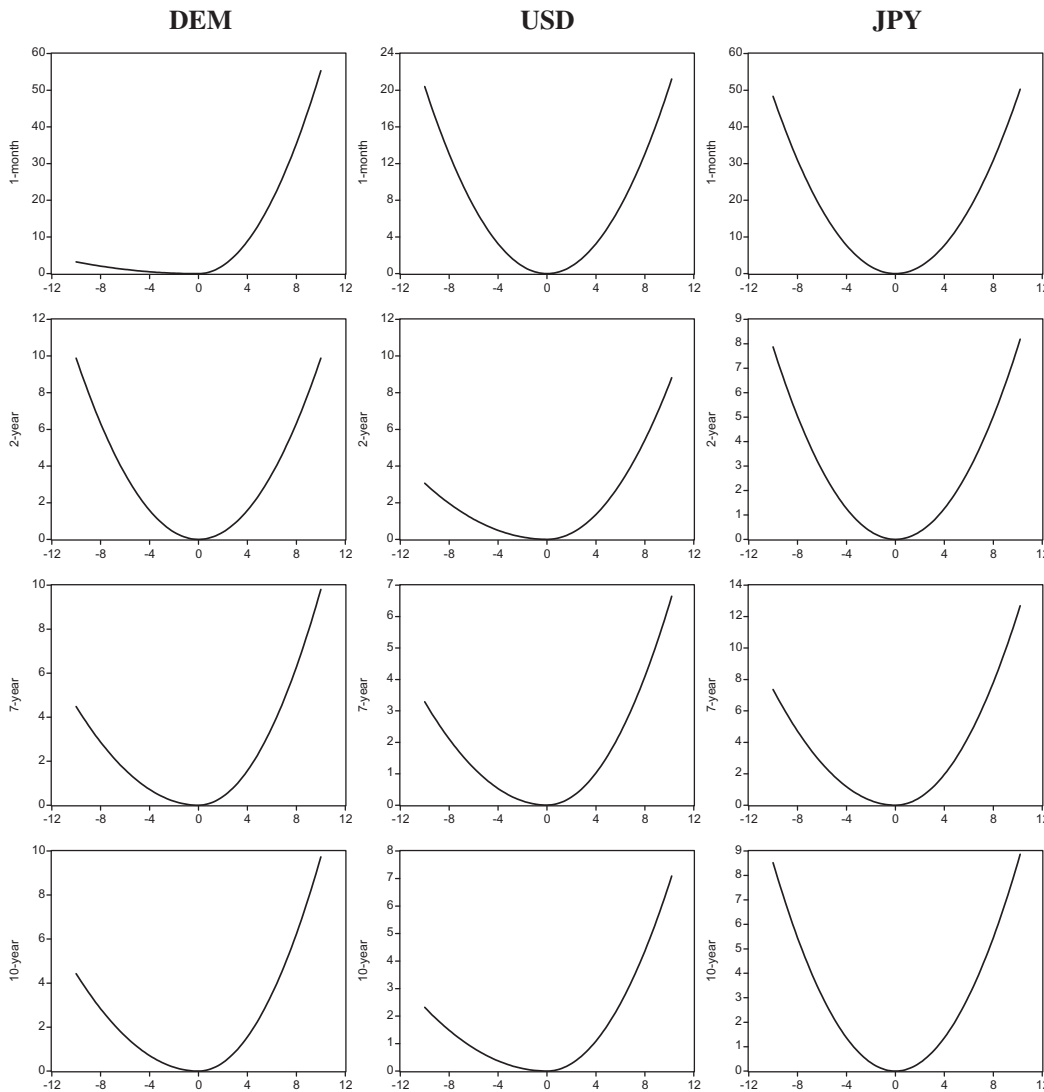 DEM USD JPY
60 24 60
50 20 50
40 16 40
30 12 30
20 8 20
10 4 10
0 0 0
1-month 1-month 1-month
-12 -8 -4 0 4 8 12 -12 -8 -4 0 4 8 12 -12 -8 -4 0 4 8
12 12 9
10 10 8
8 8 7
6 6 6
4 4 5
2 2 4
0 0 3
2
1
0
2-year 2-year 2-year
-12 -8 -4 0 4 8 12 -12 -8 -4 0 4 8 12 -12 -8 -4 0 4 8
10 7 14
8 6 12
6 5 10
4 4 8
2 3 6
0 2 4
1 2
0 0
7-year 7-year 7-year
-12 -8 -4 0 4 8 12 -12 -8 -4 0 4 8 12 -12 -8 -4 0 4 8
10 8 9
8 7 8
6 6 7
4 5 6
2 4 5
0 3 4
2 3
1 2
0 1
0
10-year 10-year 10-year
-12 -8 -4 0 4 8 12 -12 -8 -4 0 4 8 12 -12 -8 -4 0 4 8